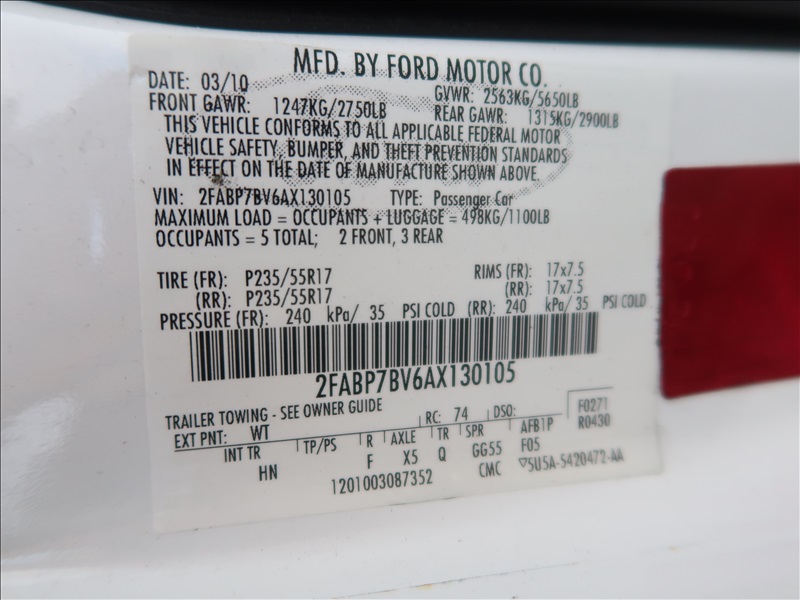 MFD. BY FORD MOTOR CO.
DATE: 03/10 GVWR: 2563KG/5650LB
FRONT GAWR: 1247KG/2750LB REAR GAWR: 1315KG/2900LB
THIS VEHICLE CONFORMS TO ALL APPLICABLE FEDERAL MOTOR
VEHICLE SAFETY, BUMPER, AND THEFT PREVENTION STANDARDS
IN EFFECT ON THE DATE OF MANUFACTURE SHOWN ABOVE.
VIN: 2FABP7BV6AX130105 TYPE: Passenger Car
MAXIMUM LOAD = OCCUPANTS + LUGGAGE = 498KG/1100LB
OCCUPANTS = 5 TOTAL; 2 FRONT, 3 REAR
TIRE (FR): P235/55R17 RIMS (FR): 17x7.5
(RR): P235/55R17 (RR): 17x7.5
PRESSURE (FR): 240 kPa/ 35 PSI COLD (RR): 240 kPa/ 35 PSI COLD
2FABP7BV6AX130105
TRAILER TOWING - SEE OWNER GUIDE
EXT PNT: WT RC: 74 DSO: F0271
INT TR TP/PS R AXLE TR SPR AFB1P R0430
HN F X5 Q GG55 F05
1201003087352 CMC 5U5A-5420472-AA